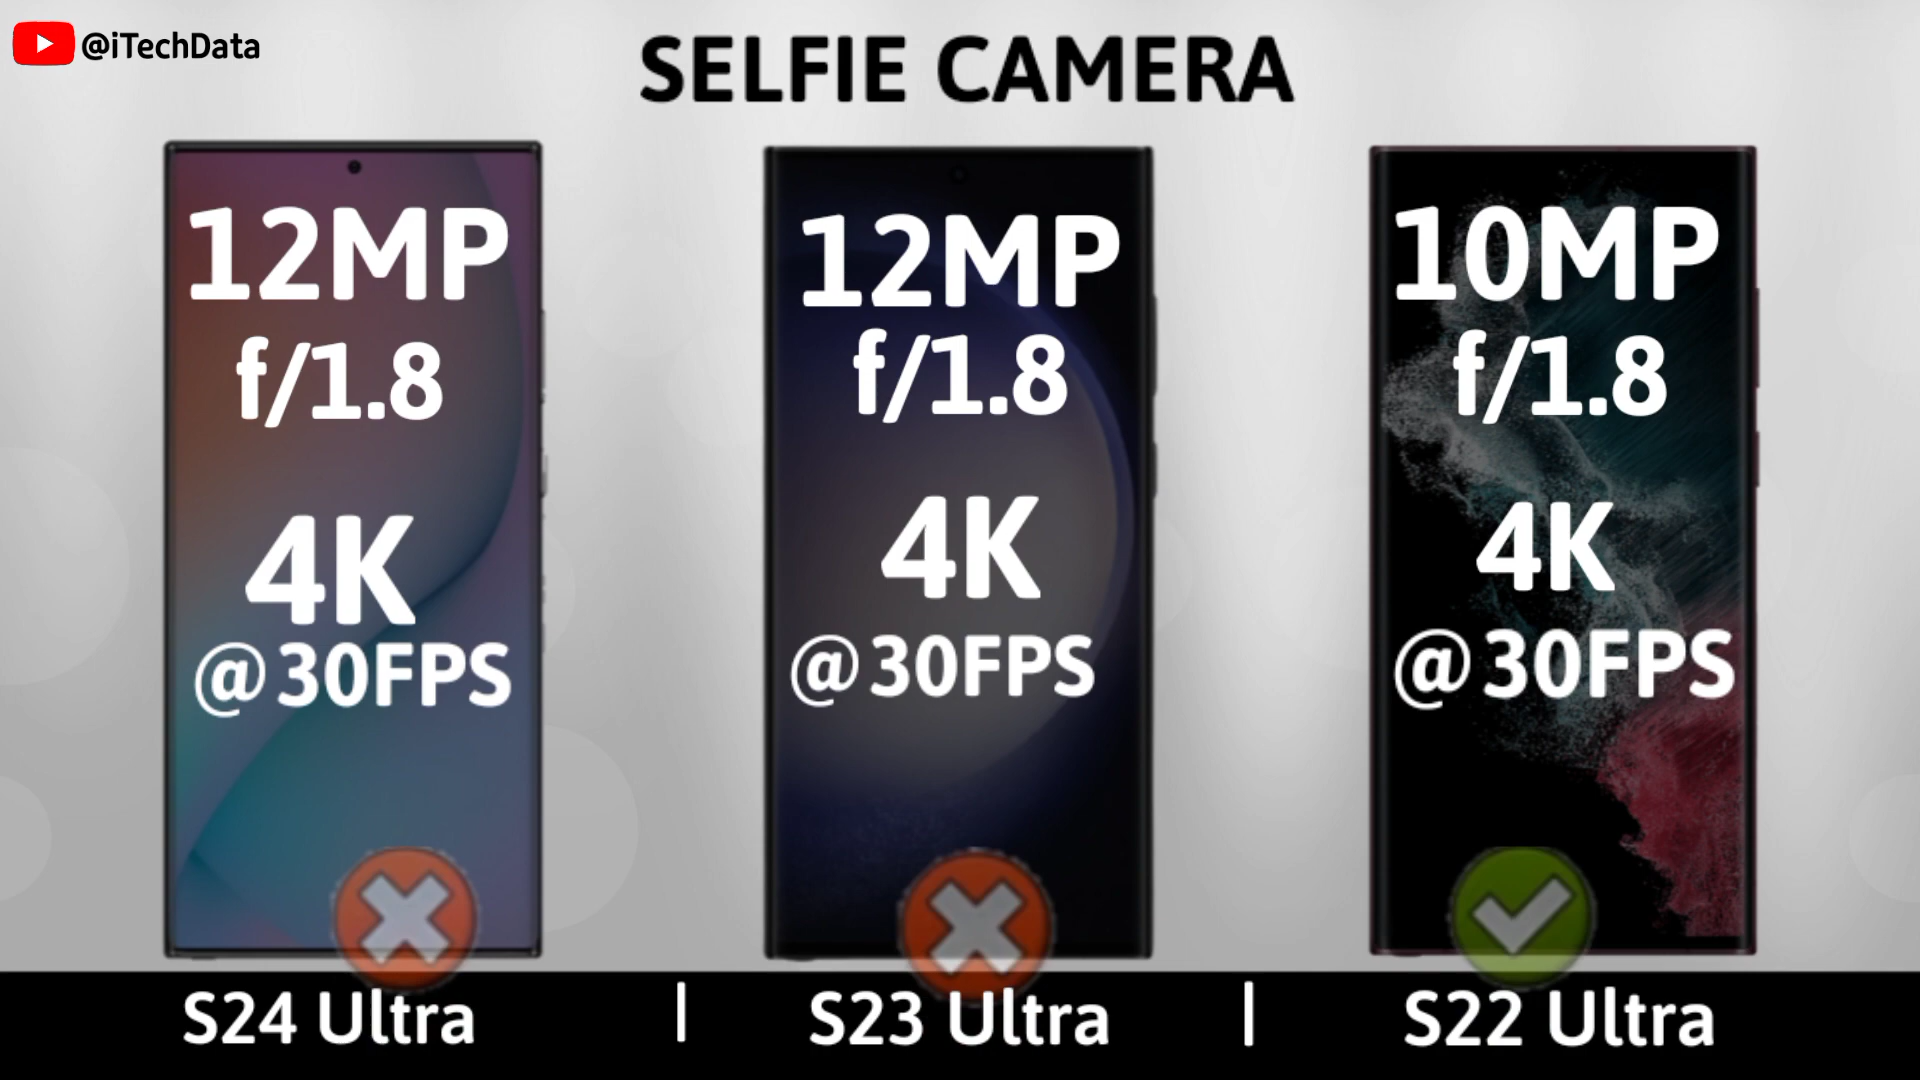 @iTechData
SELFIE CAMERA
12MP
f/1.8
4K
@30FPS
12MP
f/1.8
4K
@30FPS
10MP
f/1.8
4K
@30FPS
S24 Ultra | S23 Ultra | S22 Ultra